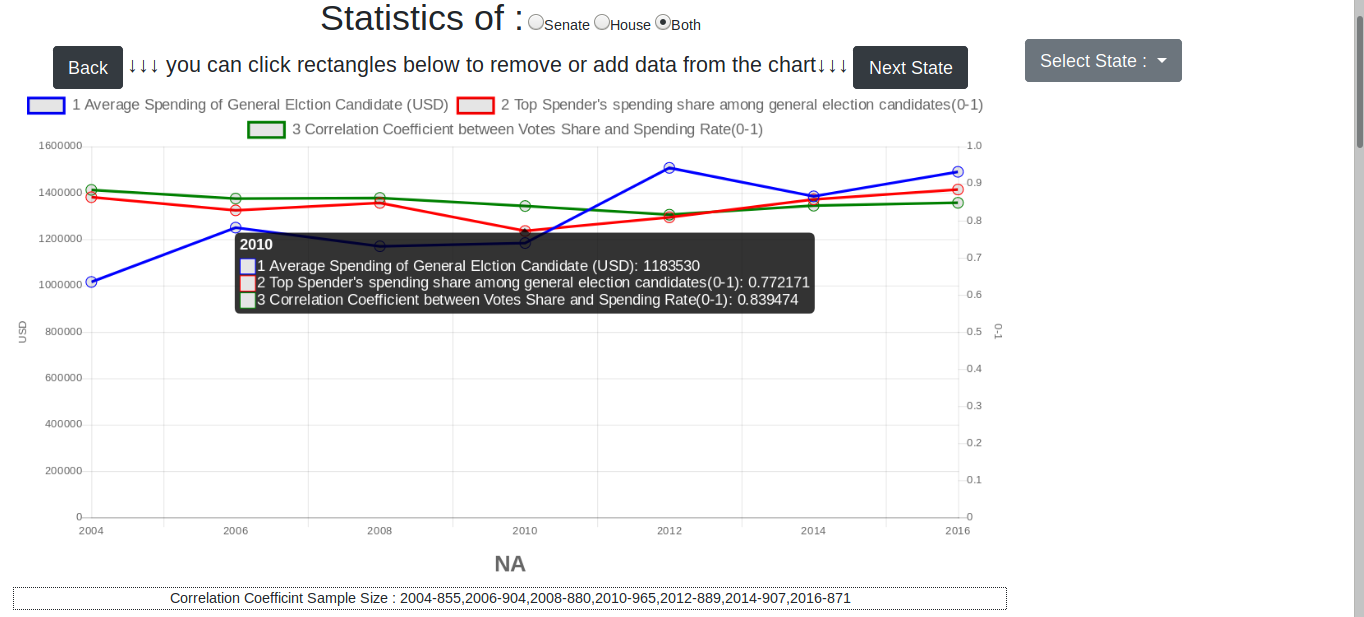 Statistics of : Senate House Both
Back ↓↓↓ you can click rectangles below to remove or add data from the chart↓↓↓ Next State Select State :
1 Average Spending of General Elction Candidate (USD) 2 Top Spender's spending share among general election candidates(0-1)
3 Correlation Coefficient between Votes Share and Spending Rate(0-1)
1600000 1.0
1400000 0.9
1200000 0.8
1000000 0.7
0.6
800000 0.5
600000 0.4
400000 0.3
200000 0.2
0.1
0 0
USD
0-1
2010
1 Average Spending of General Elction Candidate (USD): 1183530
2 Top Spender's spending share among general election candidates(0-1): 0.772171
3 Correlation Coefficient between Votes Share and Spending Rate(0-1): 0.839474
2004 2006 2008 2010 2012 2014 2016
NA
Correlation Coefficint Sample Size : 2004-855,2006-904,2008-880,2010-965,2012-889,2014-907,2016-871